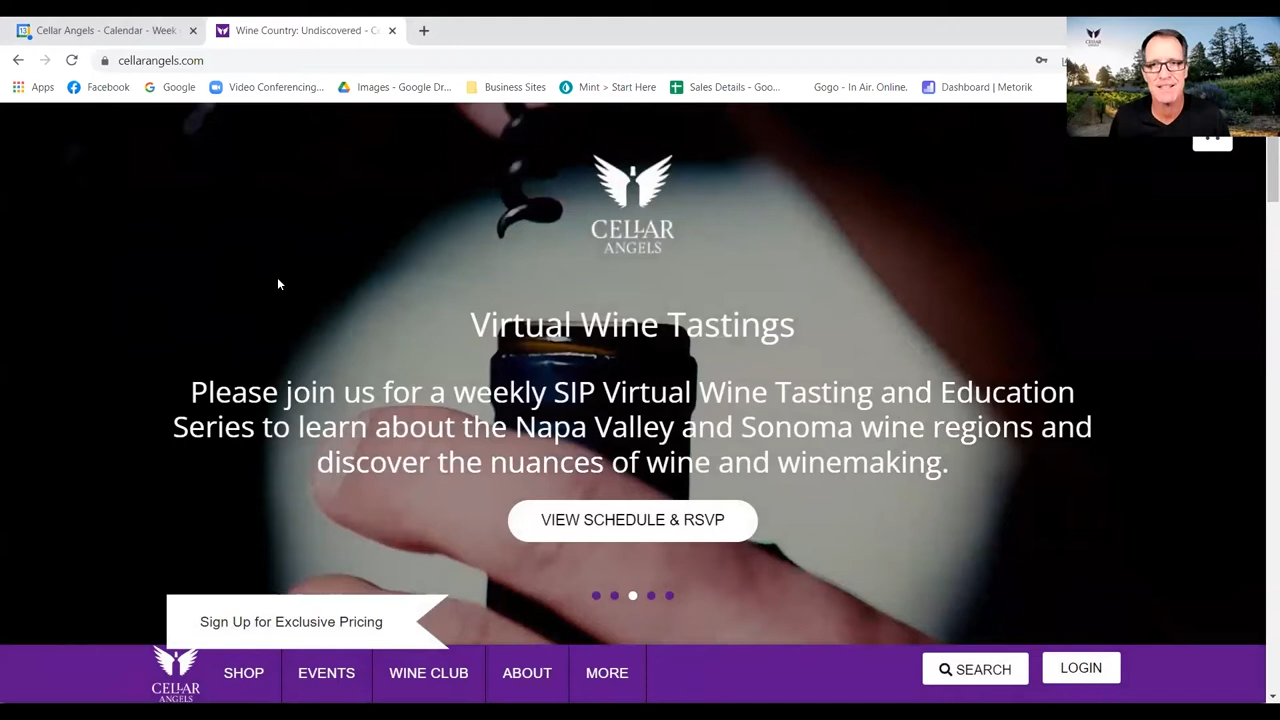 Cellar Angels - Calendar - Week
Wine Country: Undiscovered - C
cellarangels.com
Apps
Facebook
Google
Video Conferencing...
Images - Google Dr...
Business Sites
Mint > Start Here
Sales Details - Goo...
Gogo - In Air. Online.
Dashboard | Metorik
CELLAR
ANGELS
Virtual Wine Tastings
Please join us for a weekly SIP Virtual Wine Tasting and Education
Series to learn about the Napa Valley and Sonoma wine regions and
discover the nuances of wine and winemaking.
VIEW SCHEDULE & RSVP
Sign Up for Exclusive Pricing
CELLAR
ANGELS
SHOP
EVENTS
WINE CLUB
ABOUT
MORE
SEARCH
LOGIN